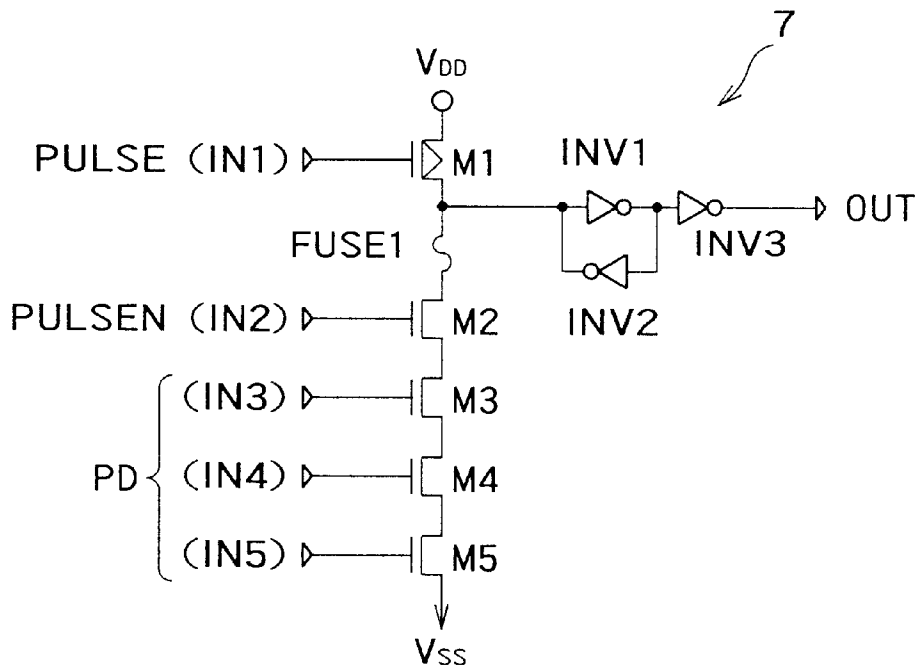 7
VDD
PULSE (IN1)
M1
INV1
OUT
FUSE1
INV3
INV2
PULSEN (IN2)
M2
(IN3)
M3
PD
(IN4)
M4
(IN5)
M5
VSS